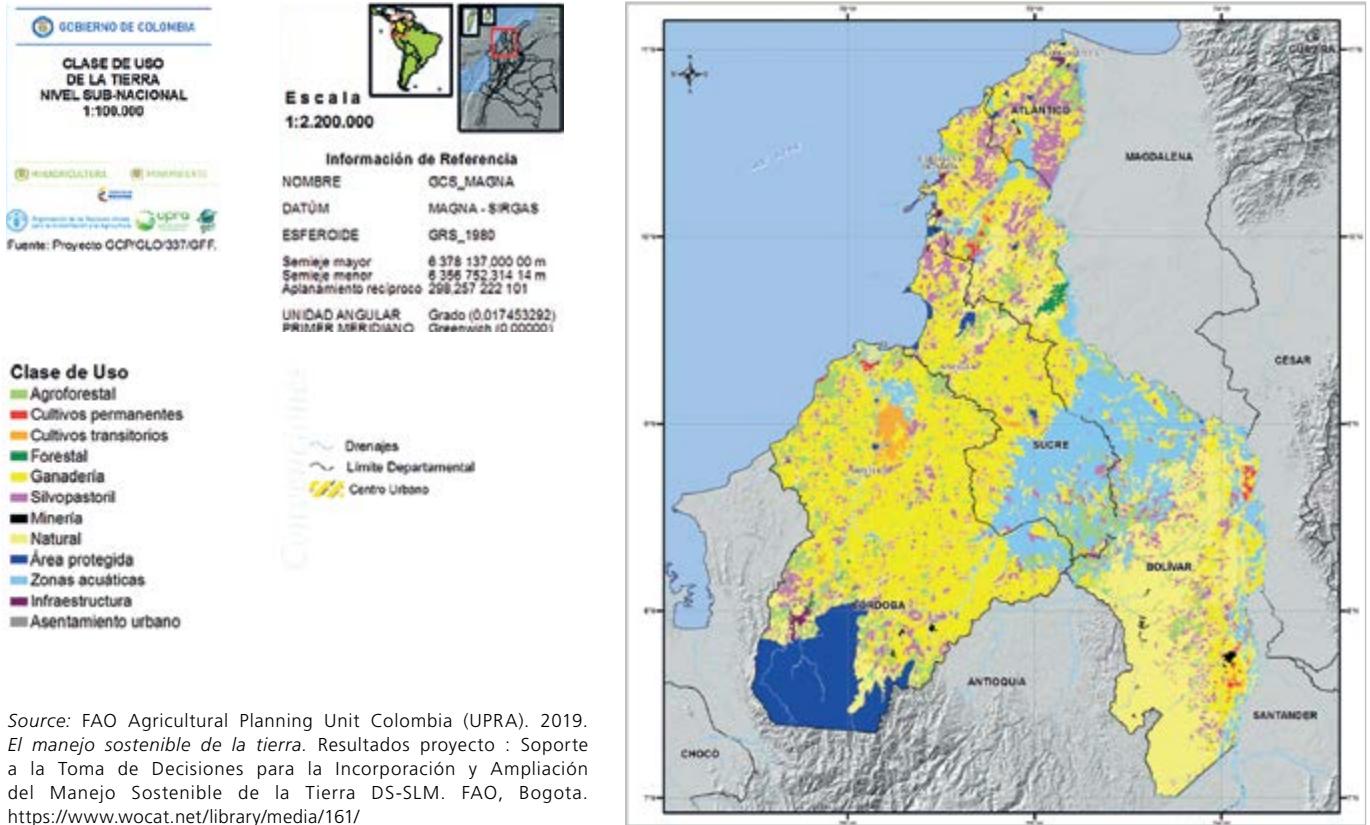 GOBIERNO DE COLOMBIA
CLASE DE USO
DE LA TIERRA
NIVEL SUB-NACIONAL
1:100.000
MINAGRICULTURA
upra
Fuente: Proyecto GCP/GLO/337/GFF.
Escala
1:2.200.000
Información de Referencia
NOMBRE GCS_MAGNA
DATÚM MAGNA - SIRGAS
ESFEROIDE GRS_1980
Semieje mayor 6 378 137,000 00 m
Semieje menor 6 356 752,314 14 m
Aplanamiento recíproco 298,257 222 101
UNIDAD ANGULAR Grado (0.017453292)
PRIMER MERIDIANO Greenwich (0.00000)
Clase de Uso
Agroforestal
Cultivos permanentes
Cultivos transitorios
Forestal
Ganadería
Silvopastoril
Minería
Natural
Área protegida
Zonas acuáticas
Infraestructura
Asentamiento urbano
Drenajes
Límite Departamental
Centro Urbano
Source: FAO Agricultural Planning Unit Colombia (UPRA). 2019.
El manejo sostenible de la tierra. Resultados proyecto : Soporte
a la Toma de Decisiones para la Incorporación y Ampliación
del Manejo Sostenible de la Tierra DS-SLM. FAO, Bogota.
https://www.wocat.net/library/media/161/
ATLÁNTICO
MAGDALENA
CESAR
SUCRE
BOLÍVAR
CÓRDOBA
ANTIOQUIA
SANTANDER
CHOCÓ